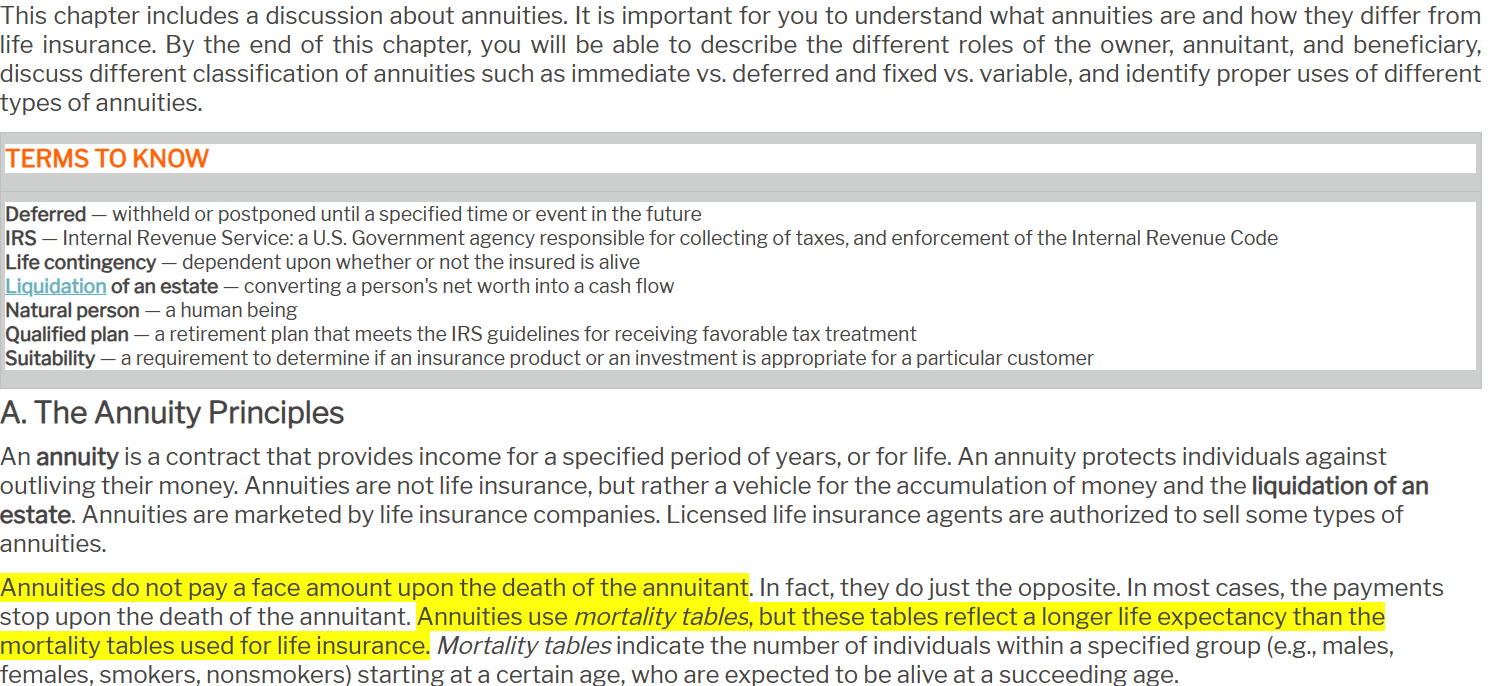 This chapter includes a discussion about annuities. It is important for you to understand what annuities are and how they differ from
life insurance. By the end of this chapter, you will be able to describe the different roles of the owner, annuitant, and beneficiary,
discuss different classification of annuities such as immediate vs. deferred and fixed vs. variable, and identify proper uses of different
types of annuities.
TERMS TO KNOW
Deferred — withheld or postponed until a specified time or event in the future
IRS — Internal Revenue Service: a U.S. Government agency responsible for collecting of taxes, and enforcement of the Internal Revenue Code
Life contingency — dependent upon whether or not the insured is alive
Liquidation of an estate — converting a person's net worth into a cash flow
Natural person — a human being
Qualified plan — a retirement plan that meets the IRS guidelines for receiving favorable tax treatment
Suitability — a requirement to determine if an insurance product or an investment is appropriate for a particular customer
A. The Annuity Principles
An annuity is a contract that provides income for a specified period of years, or for life. An annuity protects individuals against
outliving their money. Annuities are not life insurance, but rather a vehicle for the accumulation of money and the liquidation of an
estate. Annuities are marketed by life insurance companies. Licensed life insurance agents are authorized to sell some types of
annuities.
Annuities do not pay a face amount upon the death of the annuitant. In fact, they do just the opposite. In most cases, the payments
stop upon the death of the annuitant. Annuities use mortality tables, but these tables reflect a longer life expectancy than the
mortality tables used for life insurance. Mortality tables indicate the number of individuals within a specified group (e.g., males,
females, smokers, nonsmokers) starting at a certain age, who are expected to be alive at a succeeding age.